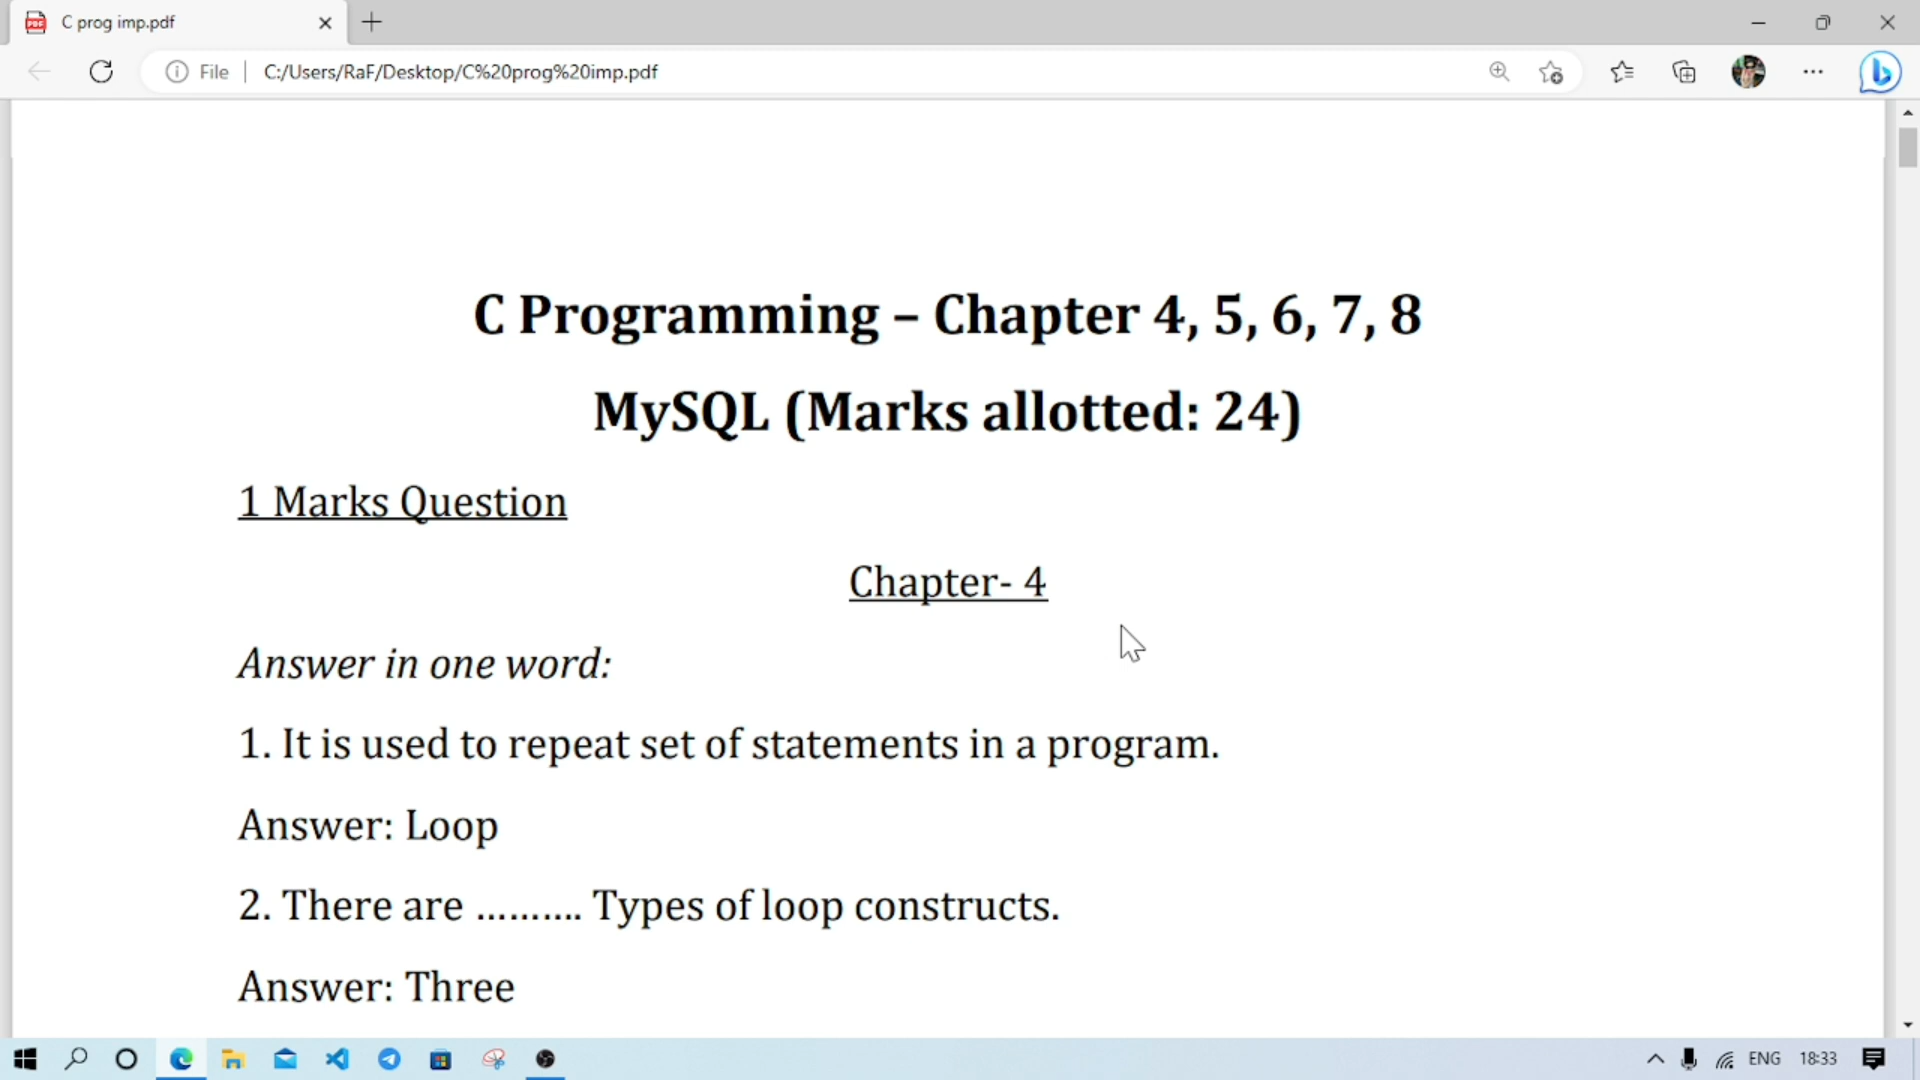 C prog imp.pdf
File
C:/Users/RaF/Desktop/C%20prog%20imp.pdf
C Programming – Chapter 4, 5, 6, 7, 8
MySQL (Marks allotted: 24)
1 Marks Question
Chapter- 4
Answer in one word:
1. It is used to repeat set of statements in a program.
Answer: Loop
2. There are ………. Types of loop constructs.
Answer: Three
ENG 18:33